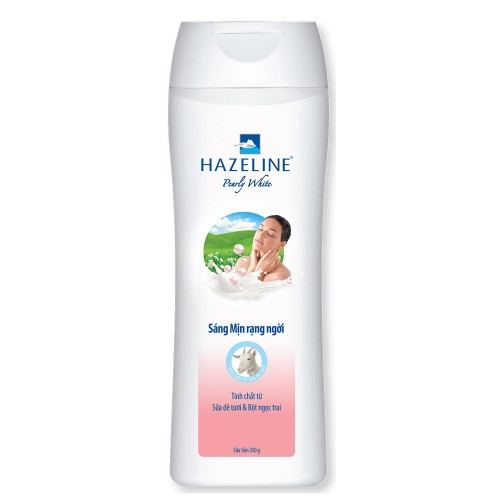 HAZELINE®
Pearly White
Sáng Mịn rạng ngời
Tinh chất từ
Sữa dê tươi & Bột ngọc trai
Sữa tắm 350 g